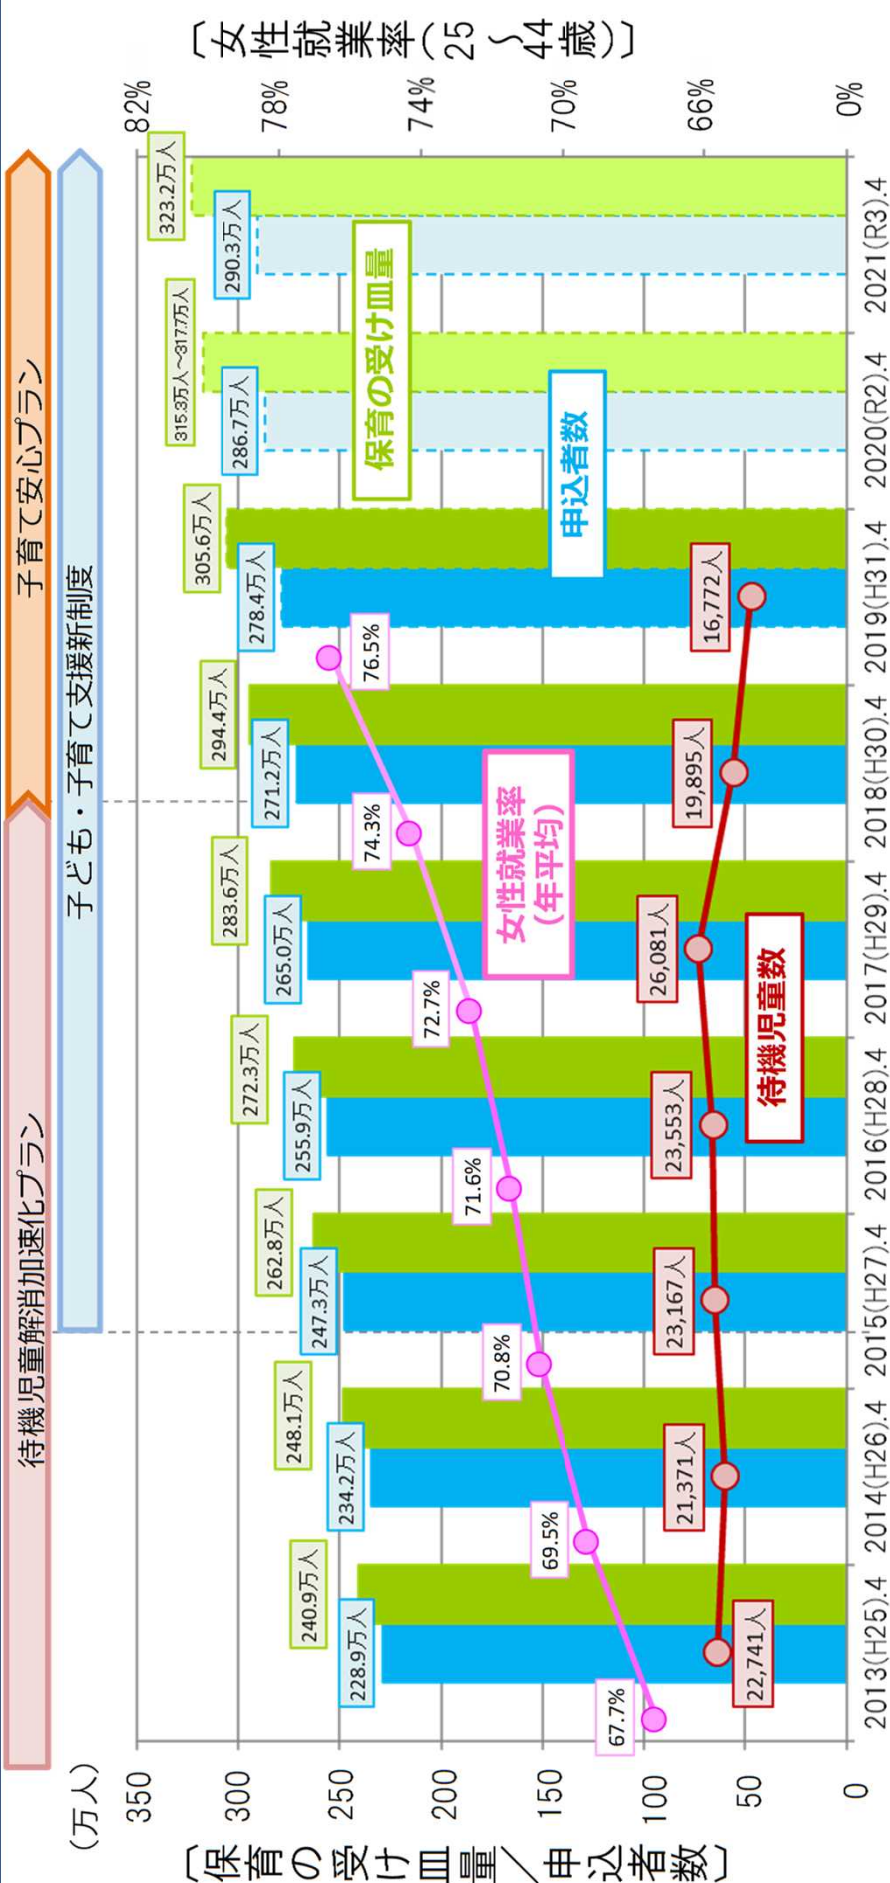 待機児童解消加速化プラン
子育て安心プラン
子ども・子育て支援新制度
(万人)
〔保育の受け皿量／申込者数〕
350
300
250
200
150
100
50
0
〔女性就業率(25～44歳)〕
82%
78%
74%
70%
66%
0%
240.9万人
248.1万人
262.8万人
272.3万人
283.6万人
294.4万人
305.6万人
315.3万人～317.7万人
323.2万人
228.9万人
234.2万人
247.3万人
255.9万人
265.0万人
271.2万人
278.4万人
286.7万人
290.3万人
67.7%
69.5%
70.8%
71.6%
72.7%
74.3%
76.5%
保育の受け皿量
申込者数
女性就業率
(年平均)
22,741人
21,371人
23,167人
23,553人
26,081人
19,895人
16,772人
待機児童数
2013(H25).4
2014(H26).4
2015(H27).4
2016(H28).4
2017(H29).4
2018(H30).4
2019(H31).4
2020(R2).4
2021(R3).4